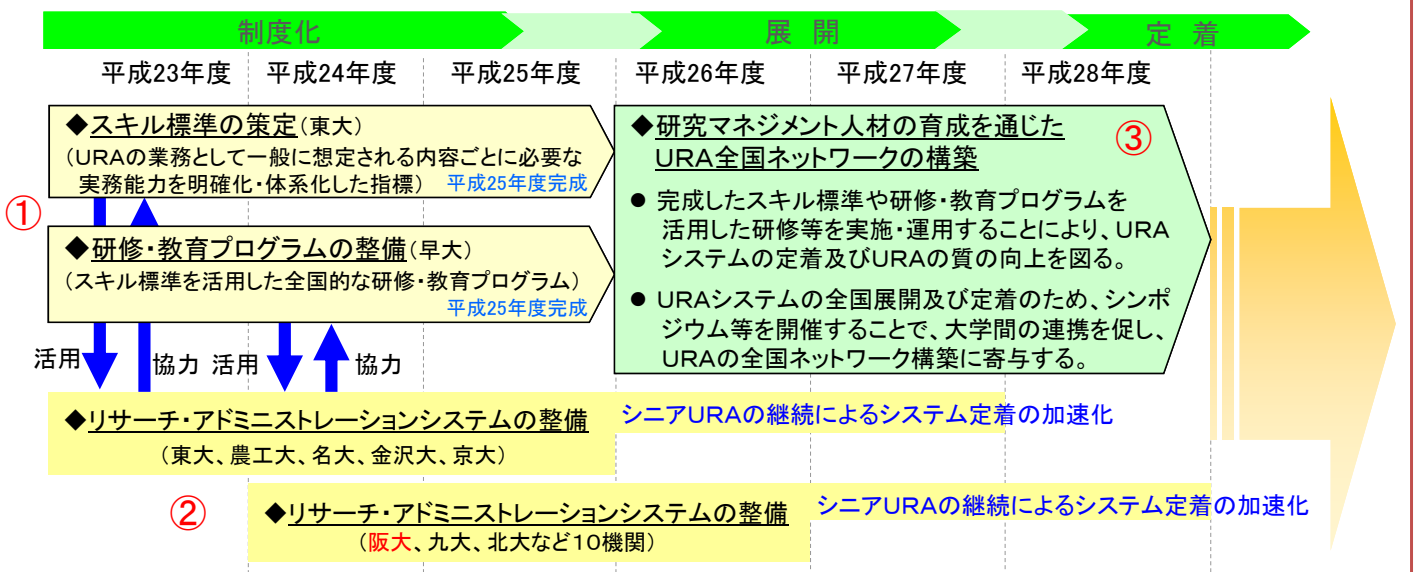 制度化
展 開
定 着
平成23年度
平成24年度
平成25年度
平成26年度
平成27年度
平成28年度
①
◆スキル標準の策定(東大)
(URAの業務として一般に想定される内容ごとに必要な
実務能力を明確化・体系化した指標) 平成25年度完成
◆研修・教育プログラムの整備(早大)
(スキル標準を活用した全国的な研修・教育プログラム)
平成25年度完成
③
◆研究マネジメント人材の育成を通じた
URA全国ネットワークの構築
● 完成したスキル標準や研修・教育プログラムを
活用した研修等を実施・運用することにより、URA
システムの定着及びURAの質の向上を図る。
● URAシステムの全国展開及び定着のため、シンポ
ジウム等を開催することで、大学間の連携を促し、
URAの全国ネットワーク構築に寄与する。
活用
協力
活用
協力
◆リサーチ・アドミニストレーションシステムの整備
(東大、農工大、名大、金沢大、京大)
シニアURAの継続によるシステム定着の加速化
②
◆リサーチ・アドミニストレーションシステムの整備
(阪大、九大、北大など10機関)
シニアURAの継続によるシステム定着の加速化